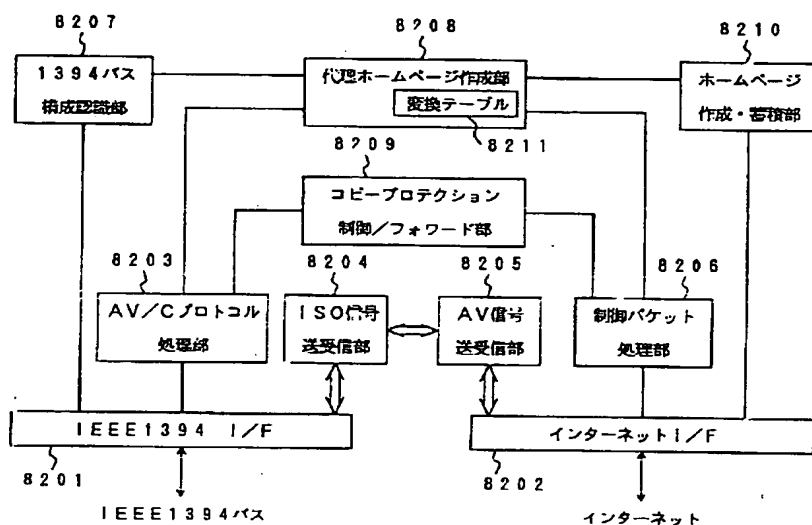 8207
8208
8210
1394バス
構成認識部
代理ホームページ作成部
変換テーブル
ホームページ
作成・蓄積部
8211
8209
コピープロテクション
制御/フォワード部
8203
8204
8205
8206
AV/Cプロトコル
処理部
ISO信号
送受信部
AV信号
送受信部
制御パケット
処理部
IEEE1394 I/F
インターネットI/F
8201
8202
IEEE1394バス
インターネット